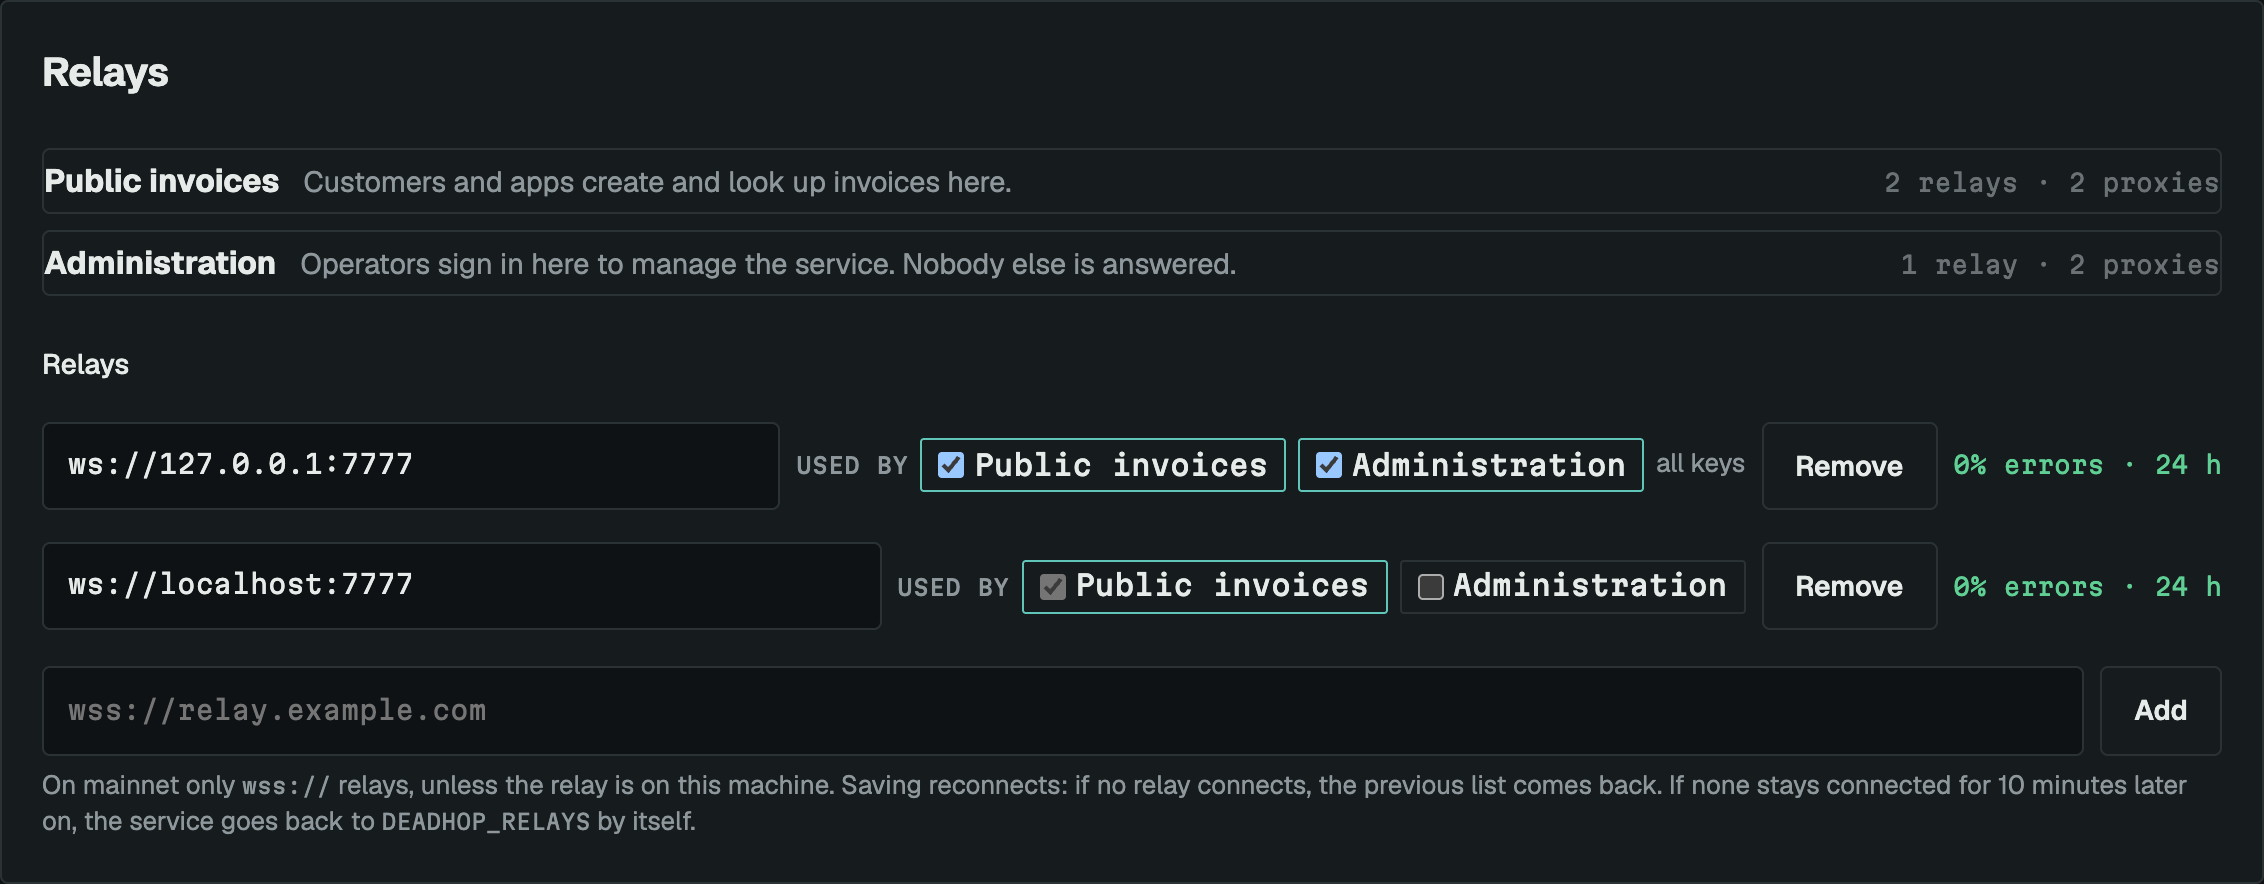 Relays
Public invoices Customers and apps create and look up invoices here. 2 relays · 2 proxies
Administration Operators sign in here to manage the service. Nobody else is answered. 1 relay · 2 proxies
Relays
ws://127.0.0.1:7777 USED BY Public invoices Administration all keys Remove 0% errors · 24 h
ws://localhost:7777 USED BY Public invoices Administration Remove 0% errors · 24 h
wss://relay.example.com Add
On mainnet only wss:// relays, unless the relay is on this machine. Saving reconnects: if no relay connects, the previous list comes back. If none stays connected for 10 minutes later
on, the service goes back to DEADHOP_RELAYS by itself.